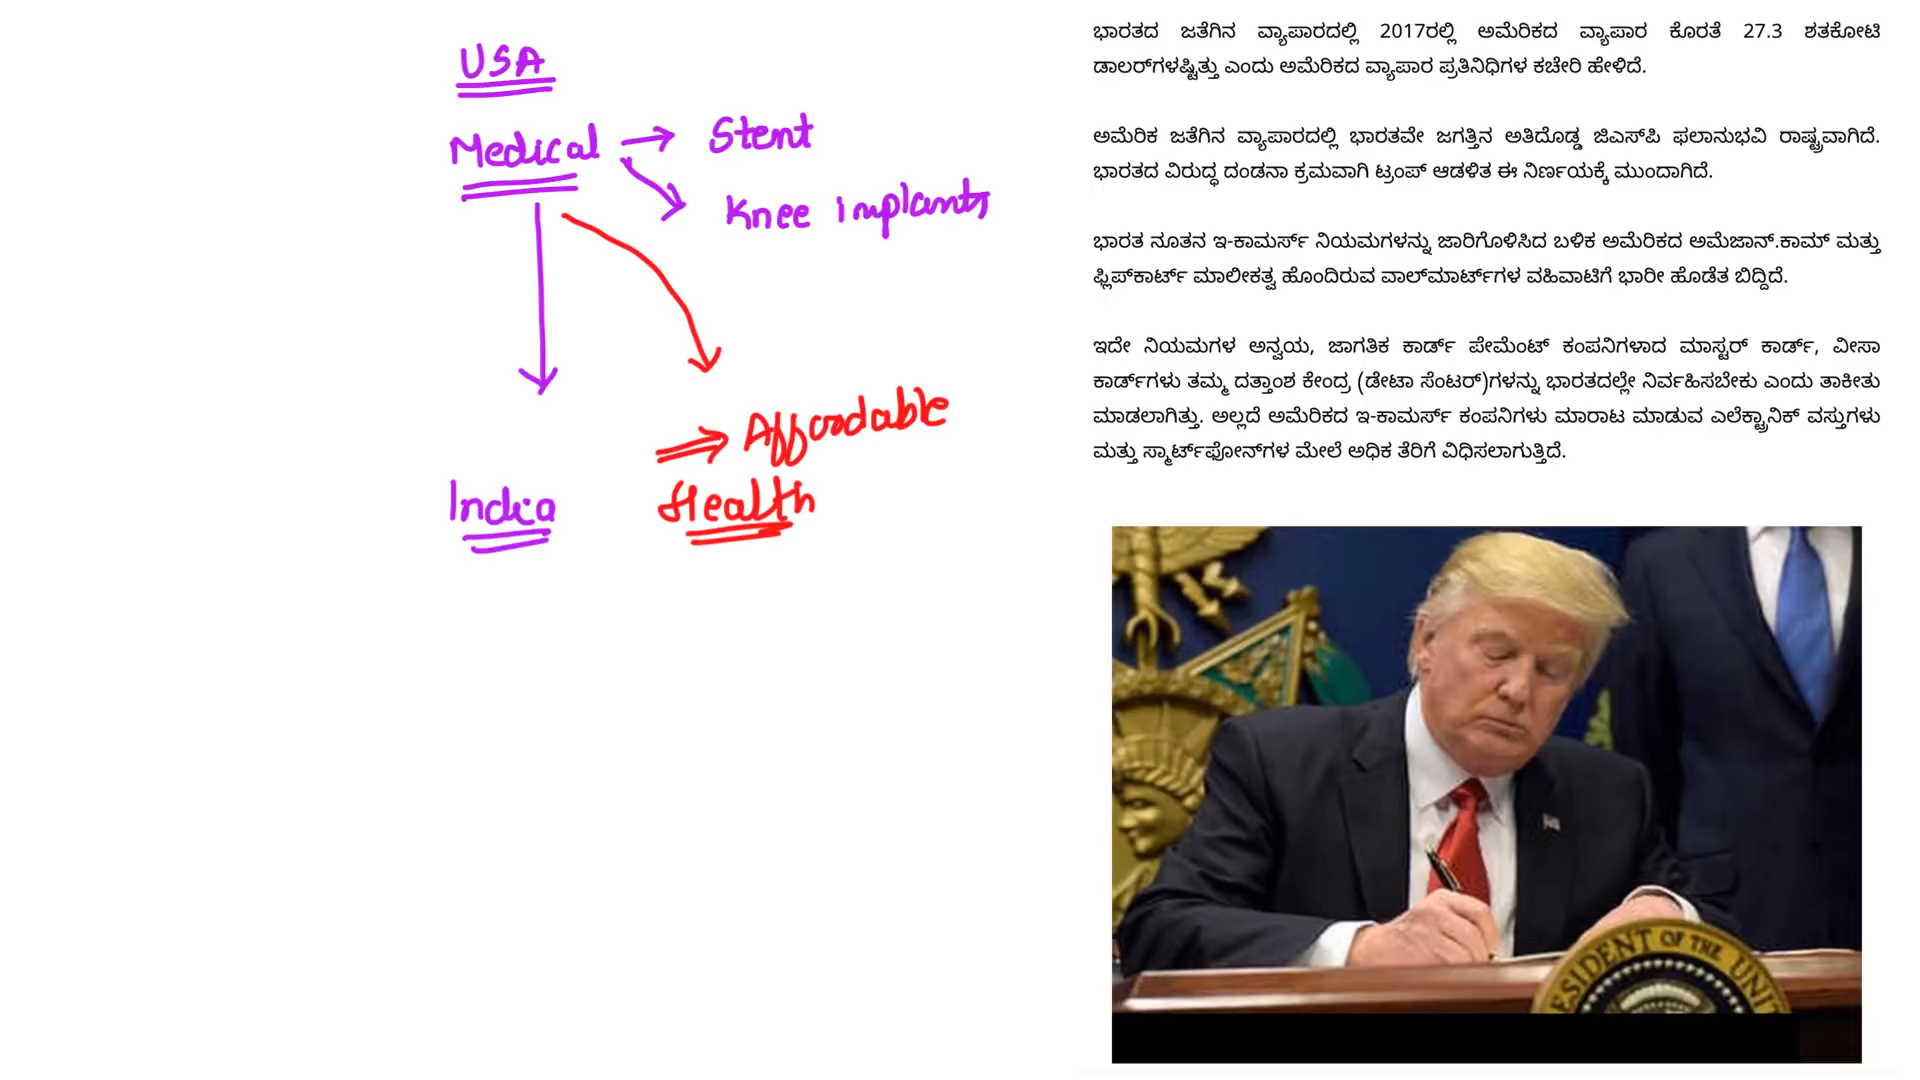 USA
Medical → Stent
Knee implants
⇒ Affordable
India Health
ಭಾರತದ ಜತೆಗಿನ ವ್ಯಾಪಾರದಲ್ಲಿ 2017ರಲ್ಲಿ ಅಮೆರಿಕದ ವ್ಯಾಪಾರ ಕೊರತೆ 27.3 ಶತಕೋಟಿ
ಡಾಲರ್‌ಗಳಷ್ಟಿತ್ತು ಎಂದು ಅಮೆರಿಕದ ವ್ಯಾಪಾರ ಪ್ರತಿನಿಧಿಗಳ ಕಚೇರಿ ಹೇಳಿದೆ.
ಅಮೆರಿಕ ಜತೆಗಿನ ವ್ಯಾಪಾರದಲ್ಲಿ ಭಾರತವೇ ಜಗತ್ತಿನ ಅತಿದೊಡ್ಡ ಜಿಎಸ್‌ಪಿ ಫಲಾನುಭವಿ ರಾಷ್ಟ್ರವಾಗಿದೆ.
ಭಾರತದ ವಿರುದ್ಧ ದಂಡನಾ ಕ್ರಮವಾಗಿ ಟ್ರಂಪ್ ಆಡಳಿತ ಈ ನಿರ್ಣಯಕ್ಕೆ ಮುಂದಾಗಿದೆ.
ಭಾರತ ನೂತನ ಇ-ಕಾಮರ್ಸ್ ನಿಯಮಗಳನ್ನು ಜಾರಿಗೊಳಿಸಿದ ಬಳಿಕ ಅಮೆರಿಕದ ಅಮೆಜಾನ್.ಕಾಮ್ ಮತ್ತು
ಫ್ಲಿಪ್‌ಕಾರ್ಟ್ ಮಾಲೀಕತ್ವ ಹೊಂದಿರುವ ವಾಲ್‌ಮಾರ್ಟ್‌ಗಳ ವಹಿವಾಟಿಗೆ ಭಾರೀ ಹೊಡೆತ ಬಿದ್ದಿದೆ.
ಇದೇ ನಿಯಮಗಳ ಅನ್ವಯ, ಜಾಗತಿಕ ಕಾರ್ಡ್ ಪೇಮೆಂಟ್ ಕಂಪನಿಗಳಾದ ಮಾಸ್ಟರ್ ಕಾರ್ಡ್, ವೀಸಾ
ಕಾರ್ಡ್‌ಗಳು ತಮ್ಮ ದತ್ತಾಂಶ ಕೇಂದ್ರ (ಡೇಟಾ ಸೆಂಟರ್)ಗಳನ್ನು ಭಾರತದಲ್ಲೇ ನಿರ್ವಹಿಸಬೇಕು ಎಂದು ತಾಕೀತು
ಮಾಡಲಾಗಿತ್ತು. ಅಲ್ಲದೆ ಅಮೆರಿಕದ ಇ-ಕಾಮರ್ಸ್ ಕಂಪನಿಗಳು ಮಾರಾಟ ಮಾಡುವ ಎಲೆಕ್ಟ್ರಾನಿಕ್ ವಸ್ತುಗಳು
ಮತ್ತು ಸ್ಮಾರ್ಟ್‌ಫೋನ್‌ಗಳ ಮೇಲೆ ಅಧಿಕ ತೆರಿಗೆ ವಿಧಿಸಲಾಗುತ್ತಿದೆ.
ESIDENT OF THE UNIT